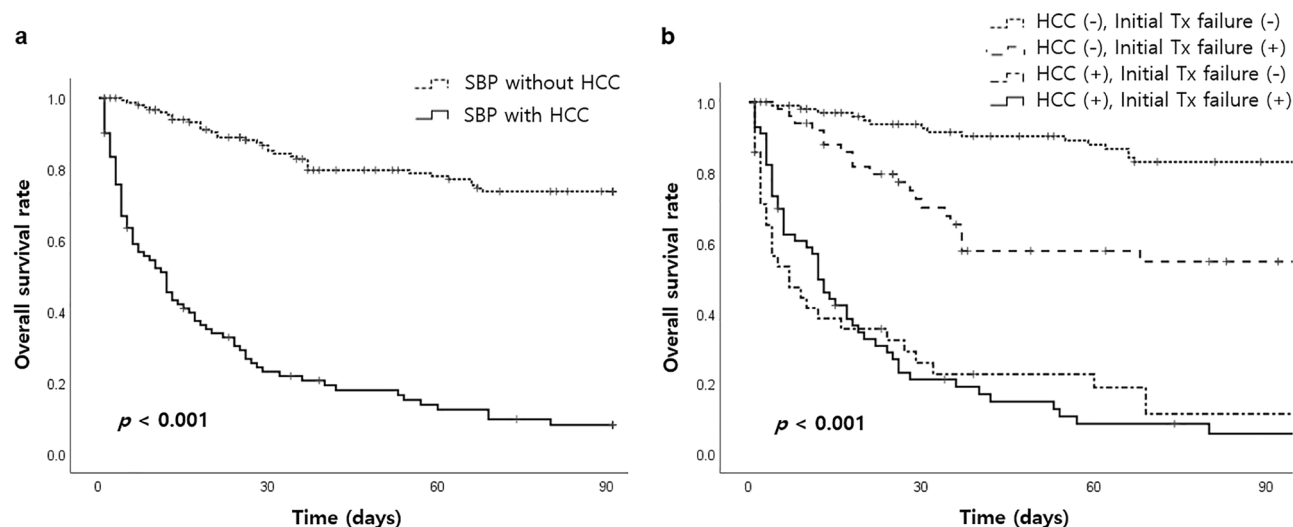 a
SBP without HCC
SBP with HCC
Overall survival rate
1.0
0.8
0.6
0.4
0.2
0.0
p < 0.001
0 30 60 90
Time (days)
b
HCC (-), Initial Tx failure (-)
HCC (-), Initial Tx failure (+)
HCC (+), Initial Tx failure (-)
HCC (+), Initial Tx failure (+)
Overall survival rate
1.0
0.8
0.6
0.4
0.2
0.0
p < 0.001
0 30 60 90
Time (days)